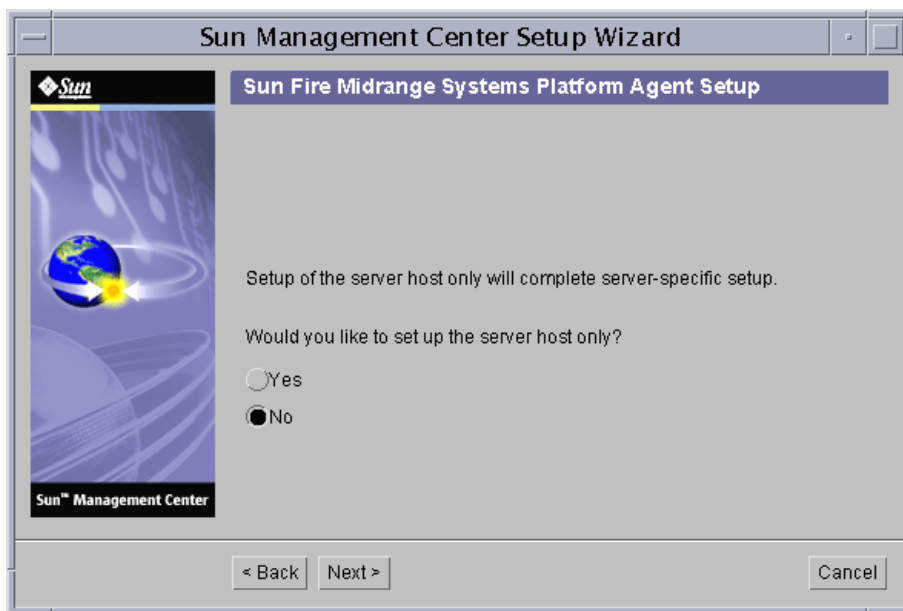 Sun Management Center Setup Wizard
Sun
Sun Fire Midrange Systems Platform Agent Setup
Setup of the server host only will complete server-specific setup.
Would you like to set up the server host only?
Yes
No
Sun™ Management Center
< Back
Next >
Cancel